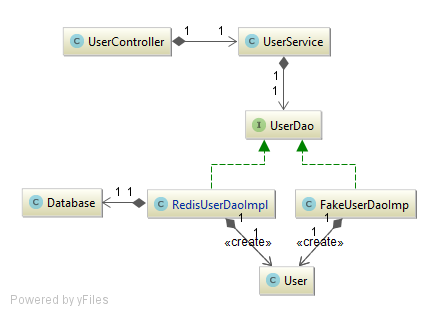 C UserController
1
1
C UserService
1
1
I UserDao
C Database
1
1
C RedisUserDaoImpl
C FakeUserDaoImp
1
1
«create»
1
1
«create»
C User
Powered by yFiles